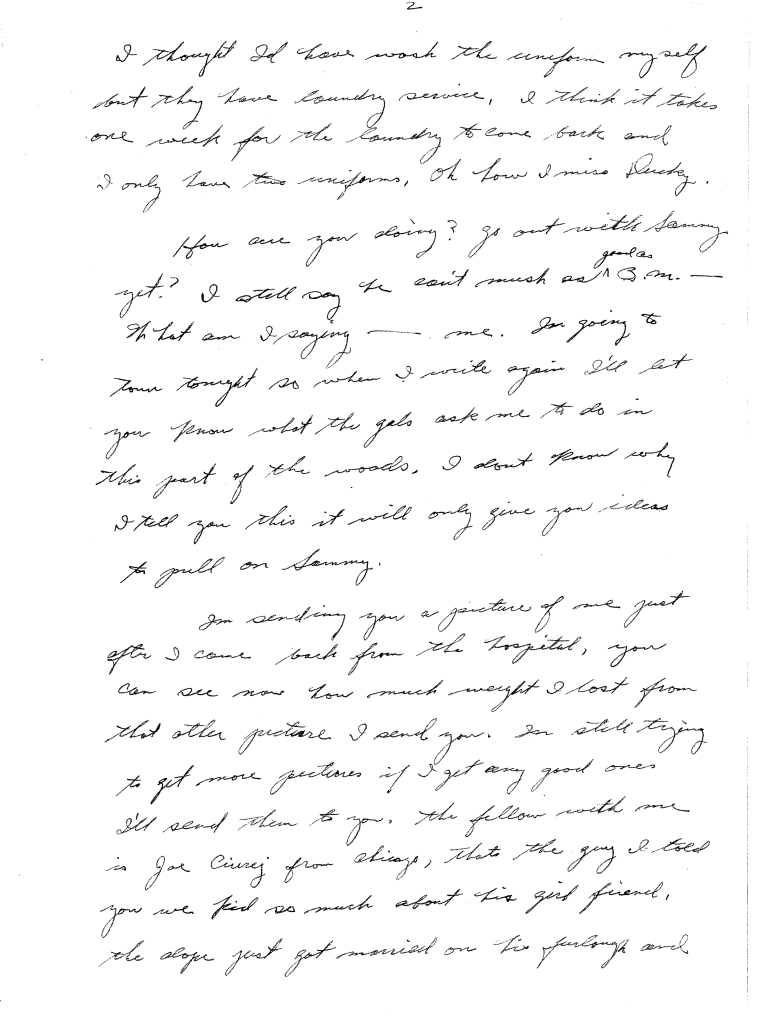 2
I thought Id have wash the uniform myself
but they have laundry service, I think it takes
one week for the laundry to come back and
I only have two uniforms, Oh how I miss Ducky.
How are you doing? go out with Sammy
yet? I still say he ain't much as ^ good as B.M. —
What am I saying — me. Im going to
town tonight so when I write again I'll let
you know what the gals ask me to do in
this part of the woods. I dont know why
I tell you this it will only give you ideas
to pull on Sammy.
Im sending you a picture of me just
after I came back from the hospital, you
can see now how much weight I lost from
that other picture I send you. Im still trying
to get more pictures if I get any good ones
I'll send them to you. the fellow with me
is Joe from chicago, thats the guy I told
you we kid so much about his girl friend,
the dope just got married on his furlough and